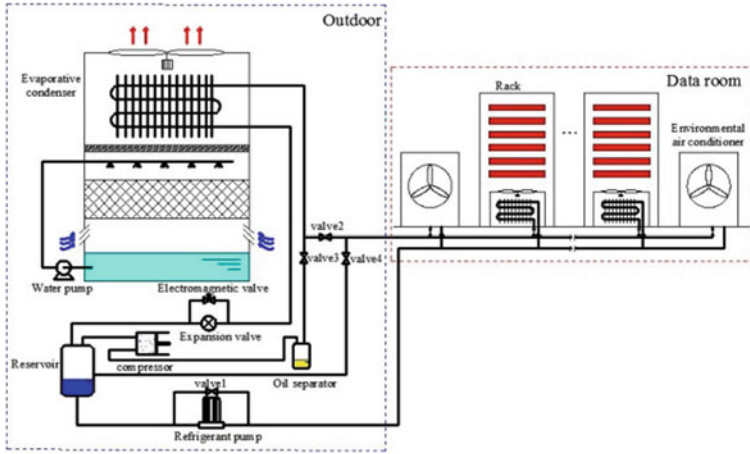 Outdoor
Evaporative
condenser
Data room
Rack
...
Environmental
air conditioner
valve2
valve3
valve4
Water pump
Electromagnetic valve
Expansion valve
Reservoir
compressor
Oil separator
valve1
Refrigerant pump